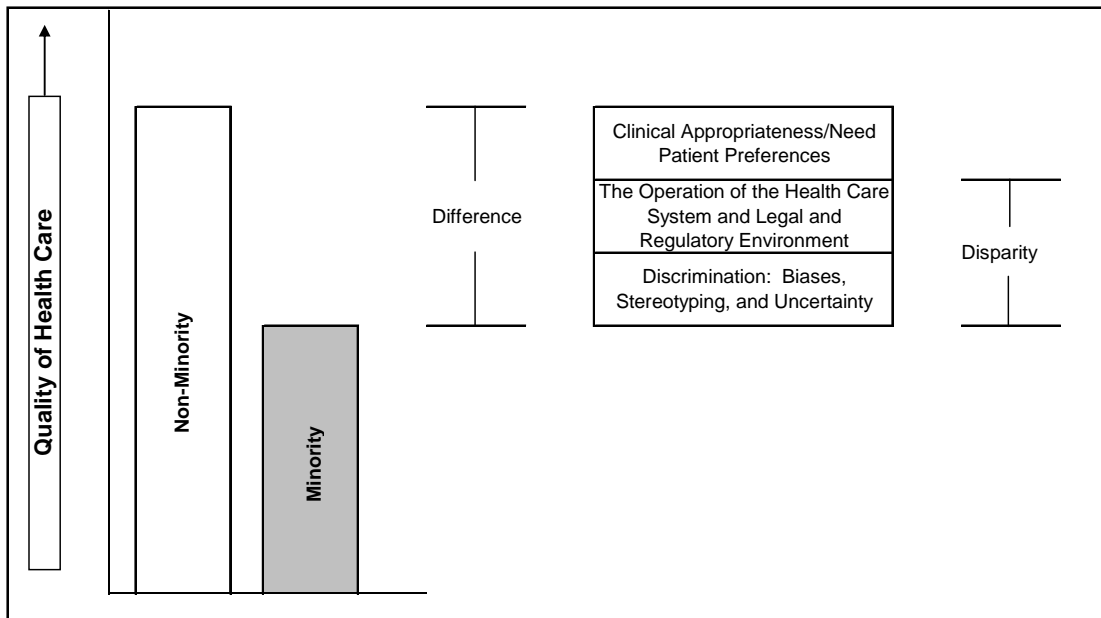 Quality of Health Care
Non-Minority
Minority
Difference
Clinical Appropriateness/Need
Patient Preferences
The Operation of the Health Care
System and Legal and
Regulatory Environment
Discrimination: Biases,
Stereotyping, and Uncertainty
Disparity